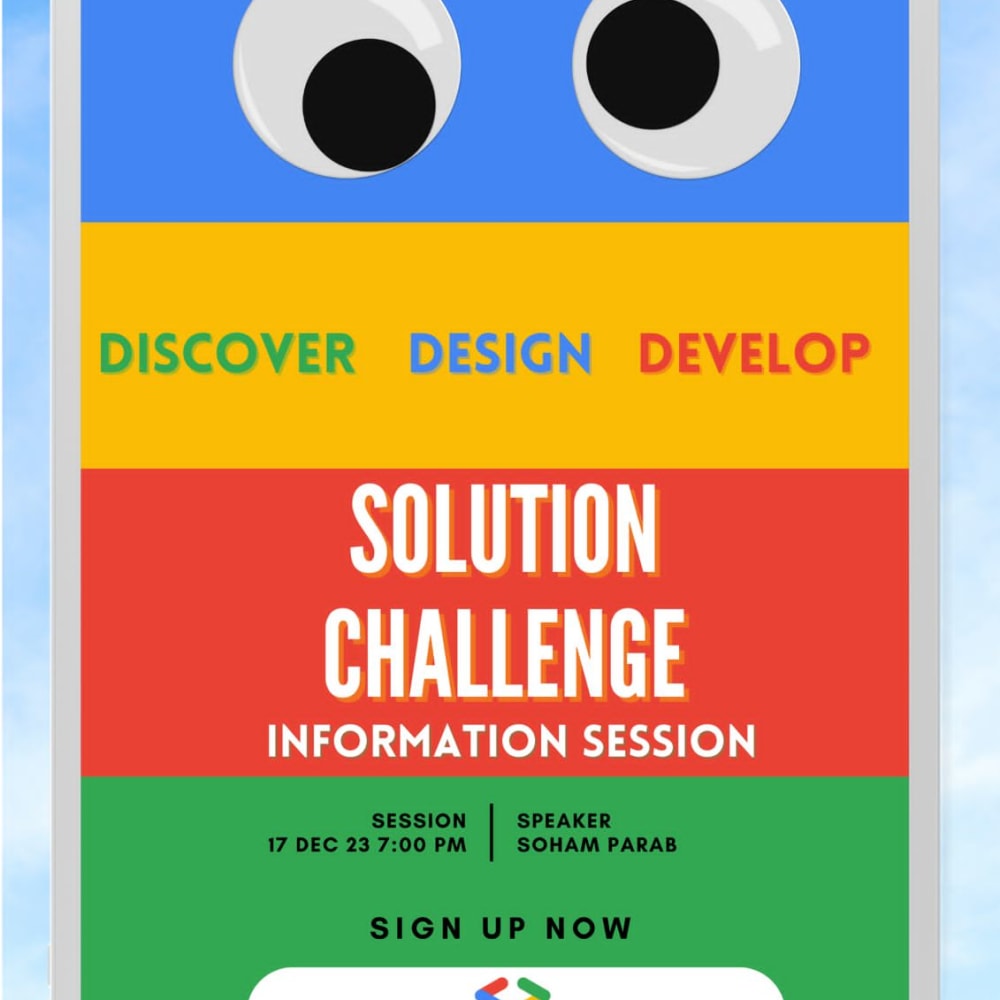 DISCOVER DESIGN DEVELOP
SOLUTION
CHALLENGE
INFORMATION SESSION
SESSION
17 DEC 23 7:00 PM
SPEAKER
SOHAM PARAB
SIGN UP NOW